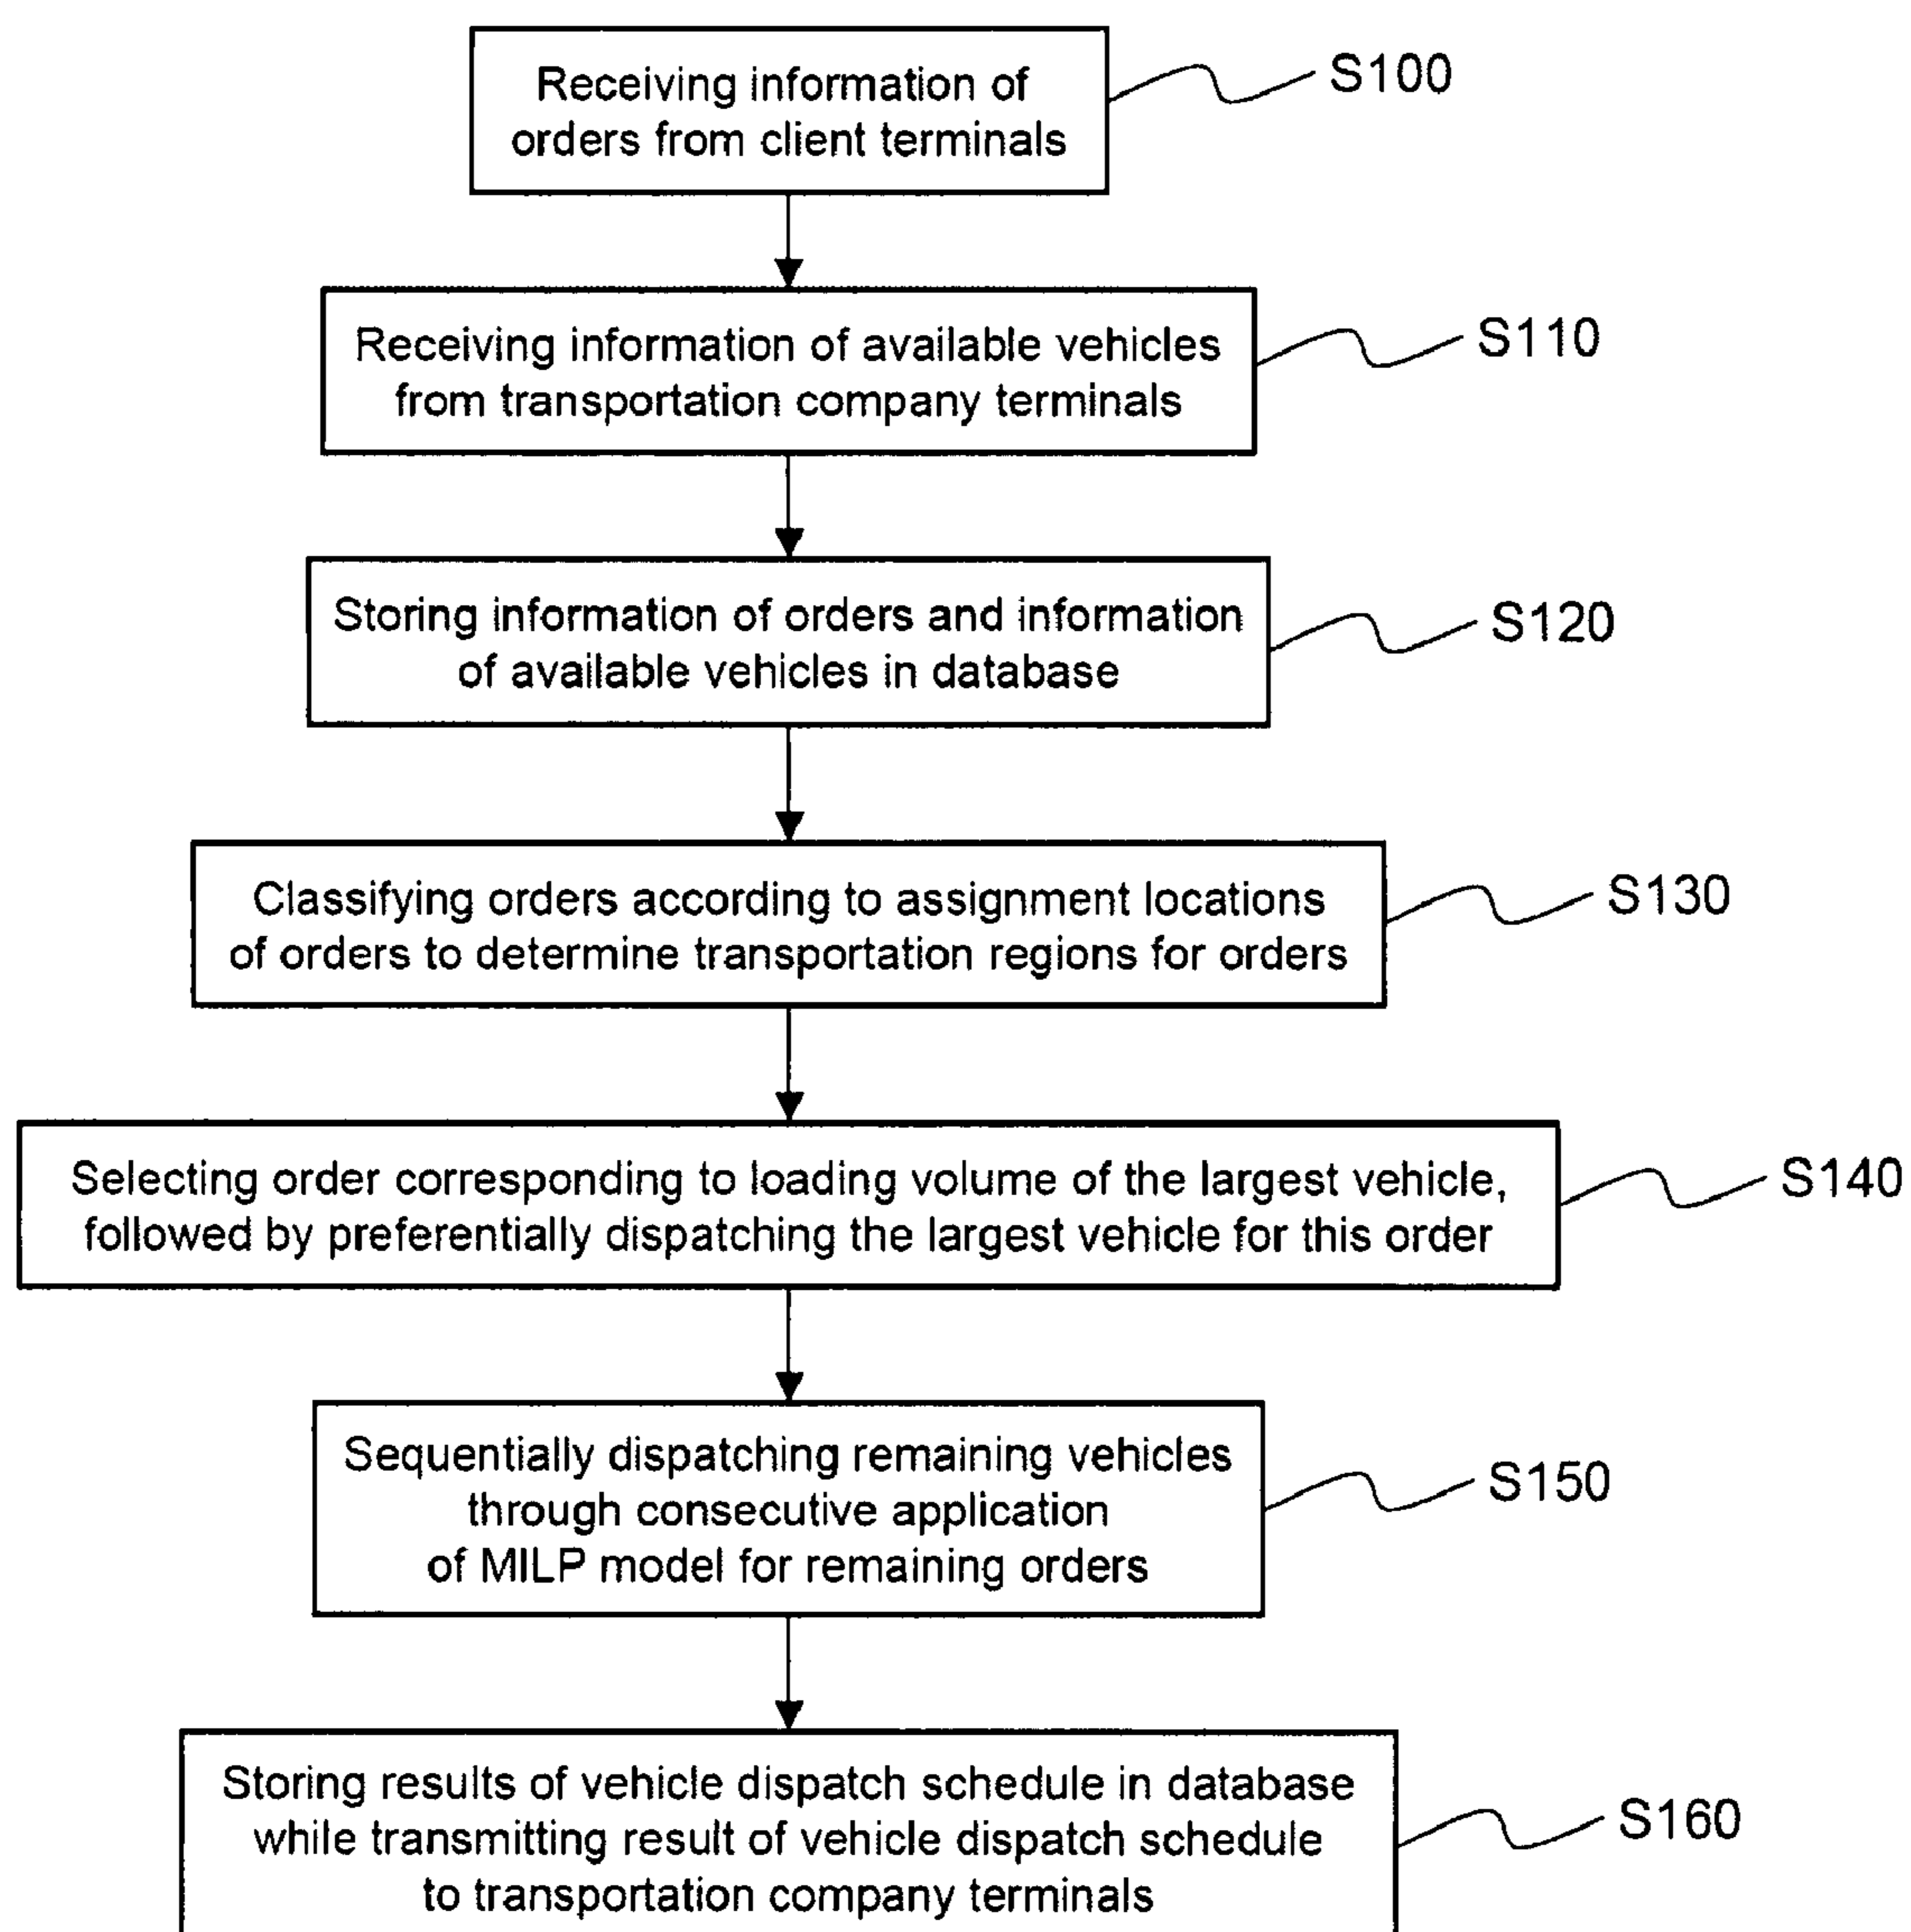 Receiving information of
orders from client terminals
S100
Receiving information of available vehicles
from transportation company terminals
S110
Storing information of orders and information
of available vehicles in database
S120
Classifying orders according to assignment locations
of orders to determine transportation regions for orders
S130
Selecting order corresponding to loading volume of the largest vehicle,
followed by preferentially dispatching the largest vehicle for this order
S140
Sequentially dispatching remaining vehicles
through consecutive application
of MILP model for remaining orders
S150
Storing results of vehicle dispatch schedule in database
while transmitting result of vehicle dispatch schedule
to transportation company terminals
S160